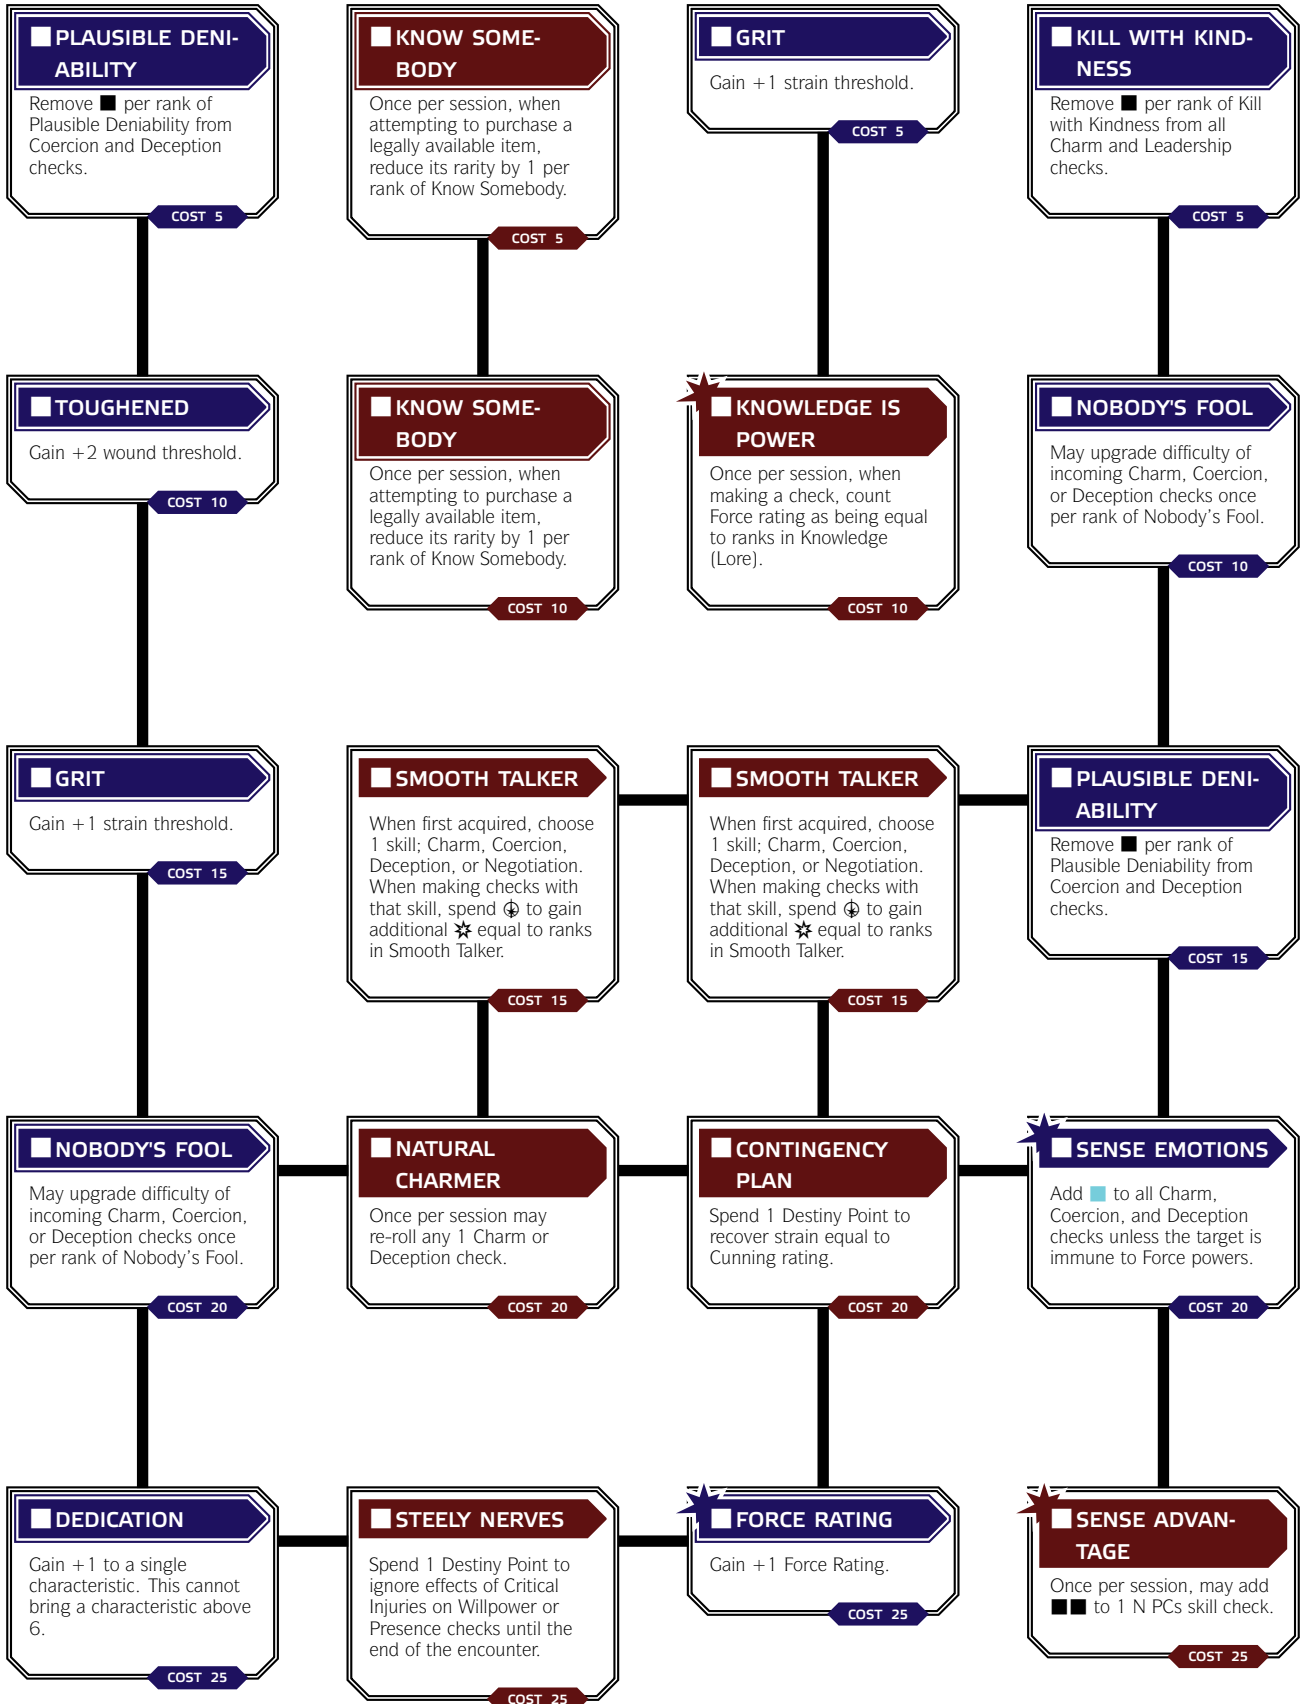 PLAUSIBLE DENI-
ABILITY
Remove ■ per rank of
Plausible Deniability from
Coercion and Deception
checks.
COST 5
KNOW SOME-
BODY
Once per session, when
attempting to purchase a
legally available item,
reduce its rarity by 1 per
rank of Know Somebody.
COST 5
GRIT
Gain +1 strain threshold.
COST 5
KILL WITH KIND-
NESS
Remove ■ per rank of Kill
with Kindness from all
Charm and Leadership
checks.
COST 5
TOUGHENED
Gain +2 wound threshold.
COST 10
KNOW SOME-
BODY
Once per session, when
attempting to purchase a
legally available item,
reduce its rarity by 1 per
rank of Know Somebody.
COST 10
KNOWLEDGE IS
POWER
Once per session, when
making a check, count
Force rating as being equal
to ranks in Knowledge
(Lore).
COST 10
NOBODY'S FOOL
May upgrade difficulty of
incoming Charm, Coercion,
or Deception checks once
per rank of Nobody's Fool.
COST 10
GRIT
Gain +1 strain threshold.
COST 15
SMOOTH TALKER
When first acquired, choose
1 skill; Charm, Coercion,
Deception, or Negotiation.
When making checks with
that skill, spend to gain
additional equal to ranks
in Smooth Talker.
COST 15
SMOOTH TALKER
When first acquired, choose
1 skill; Charm, Coercion,
Deception, or Negotiation.
When making checks with
that skill, spend to gain
additional equal to ranks
in Smooth Talker.
COST 15
PLAUSIBLE DENI-
ABILITY
Remove ■ per rank of
Plausible Deniability from
Coercion and Deception
checks.
COST 15
NOBODY'S FOOL
May upgrade difficulty of
incoming Charm, Coercion,
or Deception checks once
per rank of Nobody's Fool.
COST 20
NATURAL
CHARMER
Once per session may
re-roll any 1 Charm or
Deception check.
COST 20
CONTINGENCY
PLAN
Spend 1 Destiny Point to
recover strain equal to
Cunning rating.
COST 20
SENSE EMOTIONS
Add ■ to all Charm,
Coercion, and Deception
checks unless the target is
immune to Force powers.
COST 20
DEDICATION
Gain +1 to a single
characteristic. This cannot
bring a characteristic above
6.
COST 25
STEELY NERVES
Spend 1 Destiny Point to
ignore effects of Critical
Injuries on Willpower or
Presence checks until the
end of the encounter.
COST 25
FORCE RATING
Gain +1 Force Rating.
COST 25
SENSE ADVAN-
TAGE
Once per session, may add
■■ to 1 N PCs skill check.
COST 25